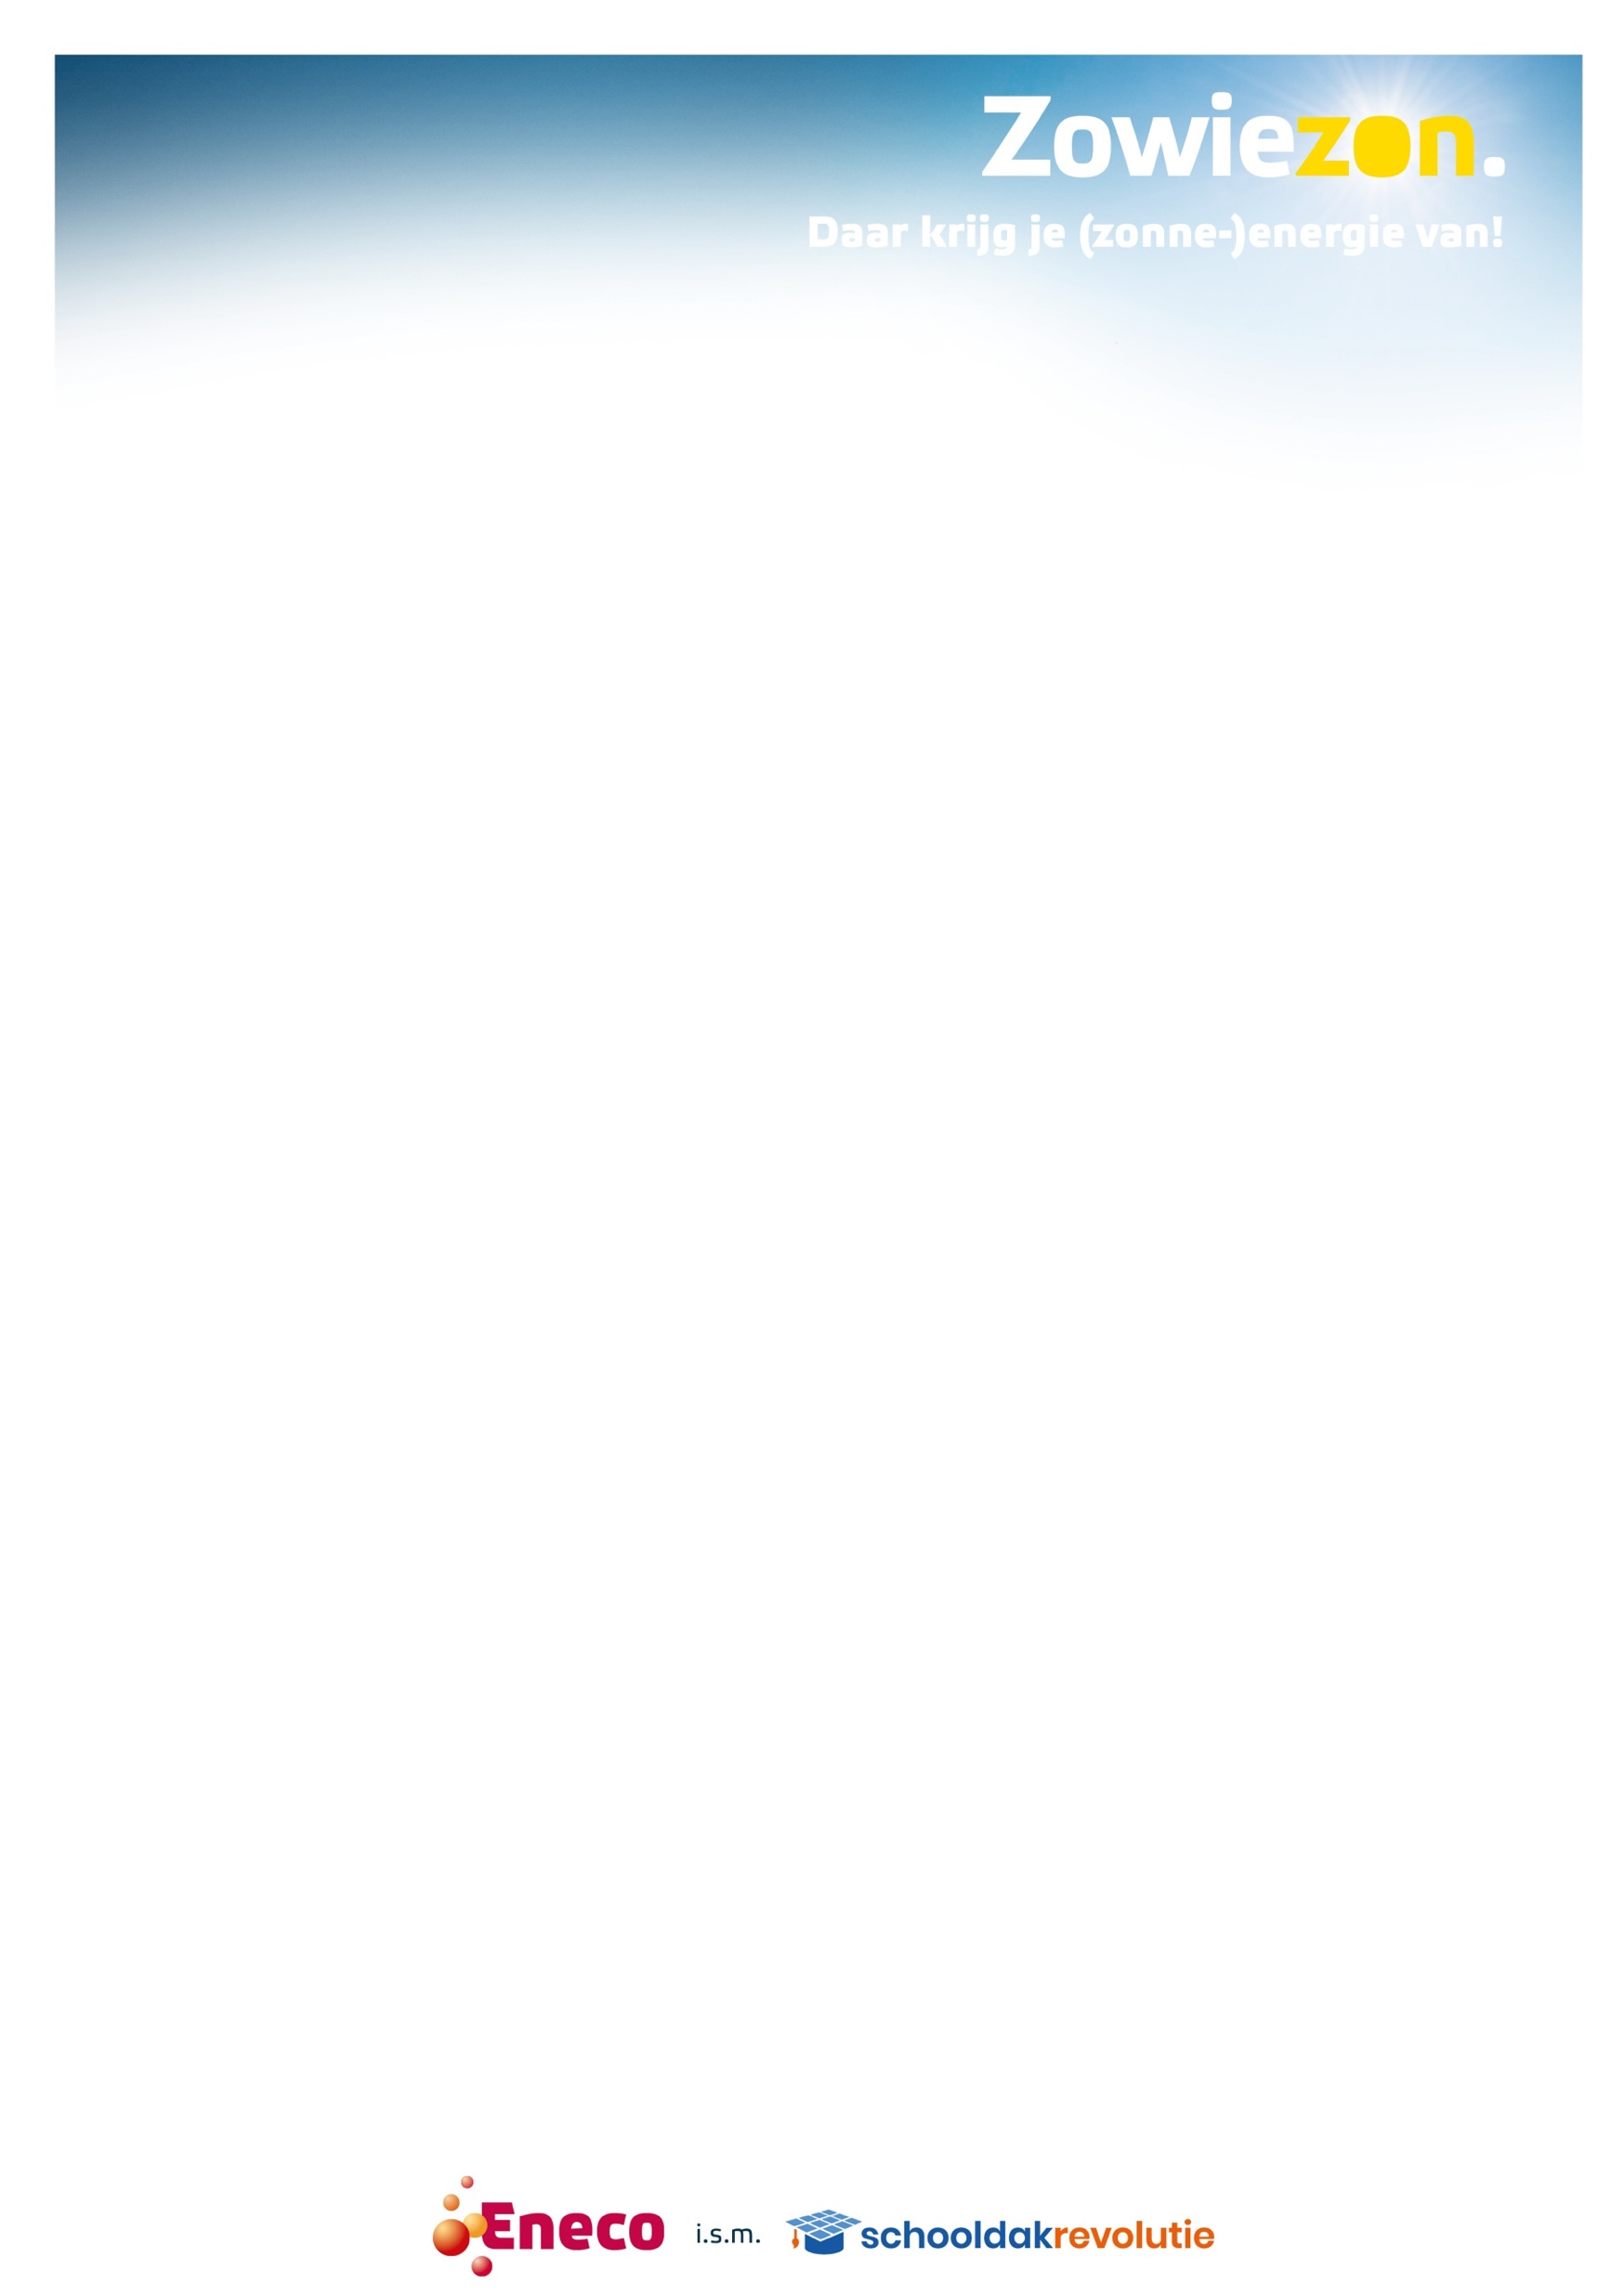 Zowiezon.
Daar krijg je (zonne-)energie van!
Eneco i.s.m. schooldakrevolutie